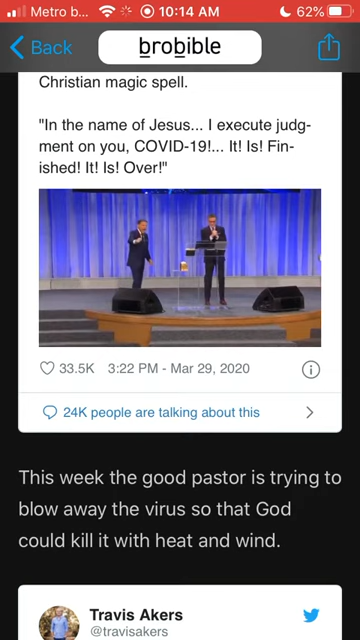 Metro b... 10:14 AM 62%
Back brobible
Christian magic spell.
"In the name of Jesus... I execute judg-
ment on you, COVID-19!... It! Is! Fin-
ished! It! Is! Over!"
33.5K 3:22 PM - Mar 29, 2020
24K people are talking about this
This week the good pastor is trying to
blow away the virus so that God
could kill it with heat and wind.
Travis Akers
@travisakers